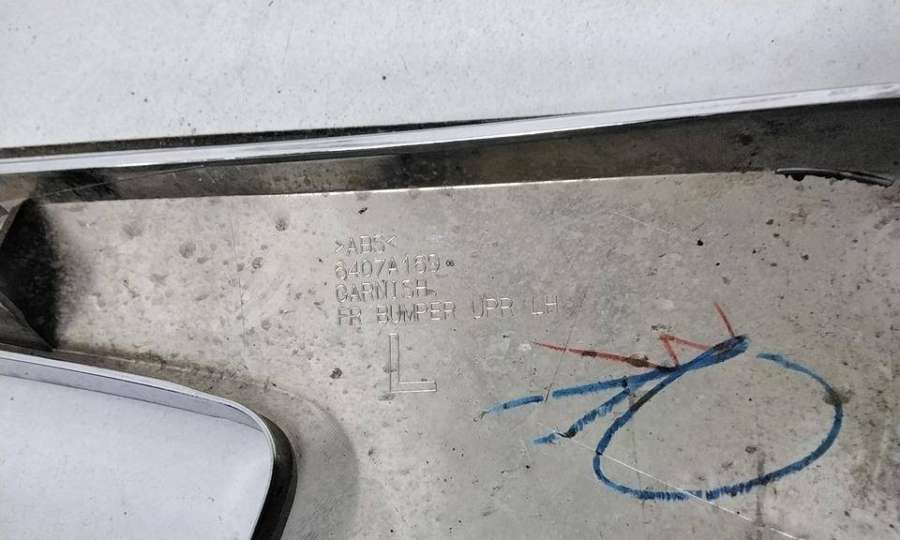 >ABS<
6407A169
GARNISH,
FR BUMPER UPR LH
L